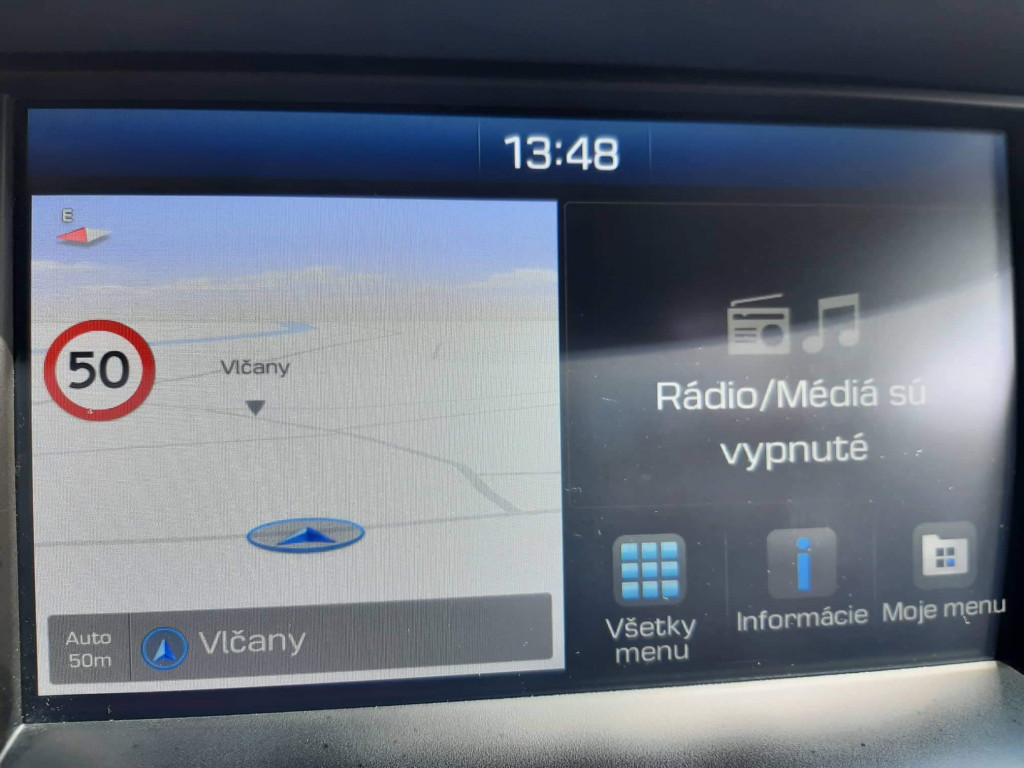 13:48
E
50
Vlčany
Rádio/Médiá sú
vypnuté
Auto
50m
Vlčany
Všetky
menu
Informácie
Moje menu